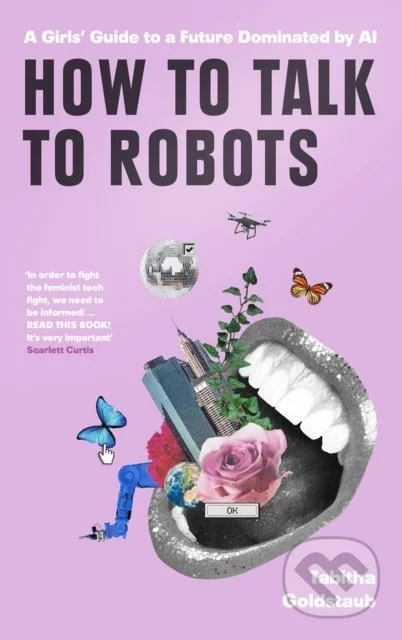 A Girls' Guide to a Future Dominated by AI
HOW TO TALK
TO ROBOTS
'In order to fight
the feminist tech
fight, we need to
be informed! ...
READ THIS BOOK!
It's very important'
Scarlett Curtis
OK
Tabitha
Goldstaub